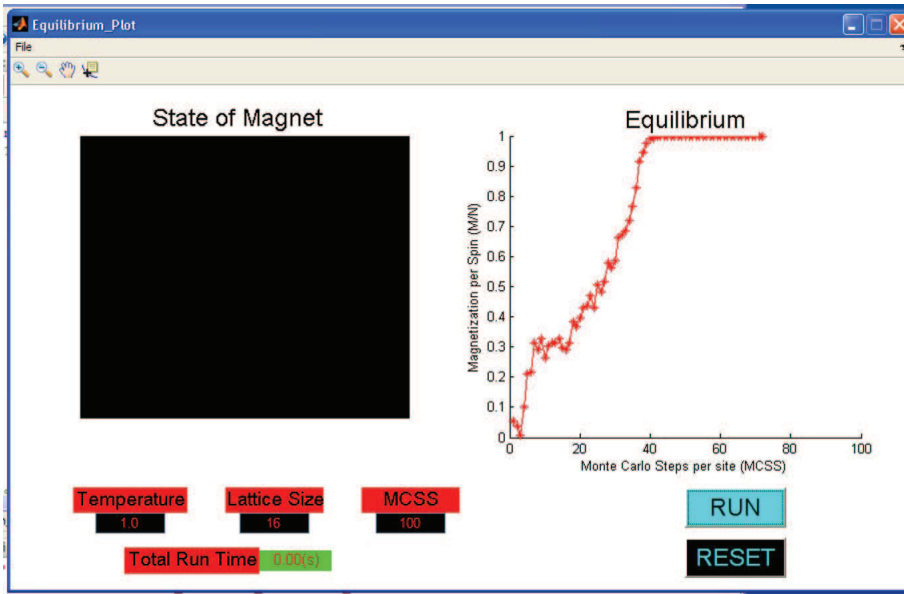 Equilibrium_Plot
File
State of Magnet
Equilibrium
1
0.9
0.8
0.7
0.6
0.5
0.4
0.3
0.2
0.1
0
Magnetization per Spin (M/N)
0 20 40 60 80 100
Monte Carlo Steps per site (MCSS)
Temperature Lattice Size MCSS
1.0 16 100
RUN
Total Run Time 0.00(s)
RESET